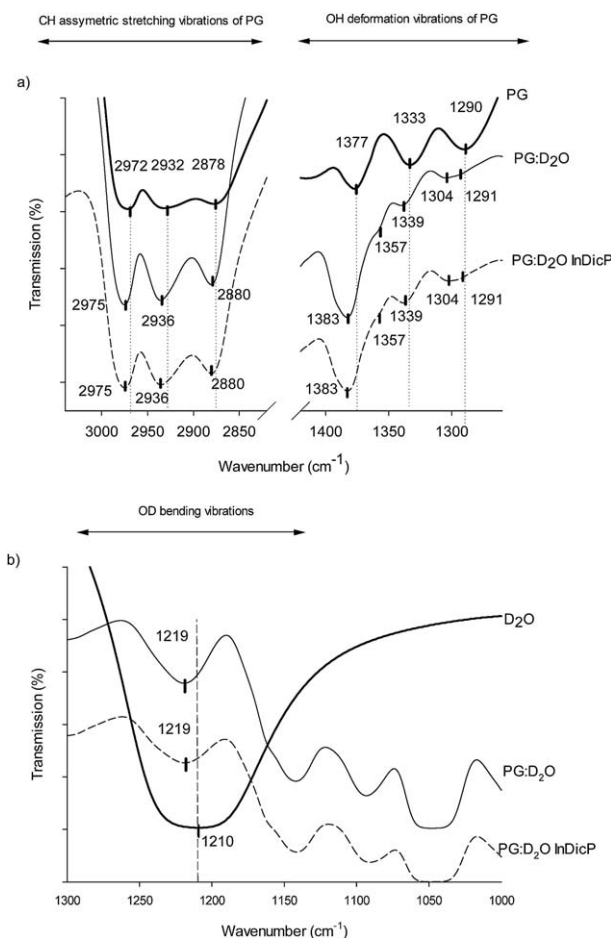 CH assymetric stretching vibrations of PG
OH deformation vibrations of PG
a)
PG
1290
1333
1377
2972 2932 2878
PG:D2O
1304
1291
1339
1357
PG:D2O InDicP
2975
2936
2880
1383
1304
1291
1339
1357
2975
2936
2880
1383
Transmission (%)
3000 2950 2900 2850
1400 1350 1300
Wavenumber (cm-1)
OD bending vibrations
b)
D2O
1219
1219
PG:D2O
1210
PG:D2O InDicP
Transmission (%)
1300 1250 1200 1150 1100 1050 1000
Wavenumber (cm-1)